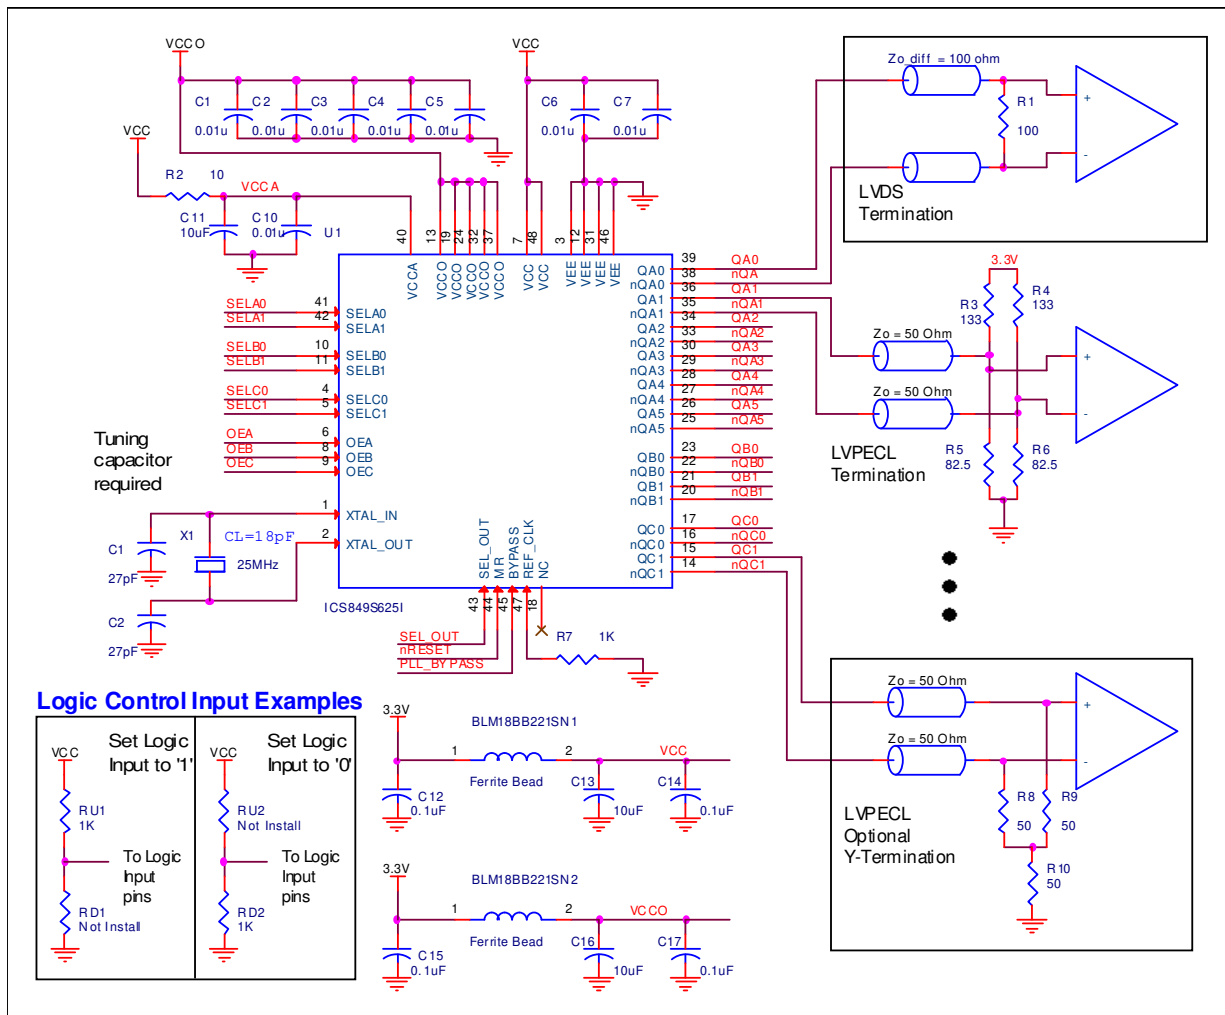 VCCO
VCC
C1
C2
C3
C4
C5
0.01u
0.01u
0.01u
0.01u
0.01u
C6
C7
0.01u
0.01u
VCC
R2
10
VCCA
C11
10uF
C10
0.01u
U1
40
13
19
24
32
37
7
48
3
12
31
46
VCCA
VCCO
VCCO
VCCO
VCCO
VCCO
VCC
VCC
VEE
VEE
VEE
VEE
SELA0
41
SELA0
SELA1
42
SELA1
SELB0
10
SELB0
SELB1
11
SELB1
SELC0
4
SELC0
SELC1
5
SELC1
OEA
6
OEA
OEB
8
OEB
OEC
9
OEC
Tuning
capacitor
required
1
XTAL_IN
2
XTAL_OUT
C1
27pF
X1
CL=18pF
25MHz
C2
27pF
ICS849S625I
SEL_OUT
MR
BYPASS
REF_CLK
NC
43
44
45
47
18
SEL_OUT
nRESET
PLL_BYPASS
R7
1K
QA0
39
QA0
nQA0
38
nQA
QA1
36
QA1
nQA1
35
nQA1
QA2
34
QA2
nQA2
33
nQA2
QA3
30
QA3
nQA3
29
nQA3
QA4
28
QA4
nQA4
27
nQA4
QA5
26
QA5
nQA5
25
nQA5
QB0
23
QB0
nQB0
22
nQB0
QB1
21
QB1
nQB1
20
nQB1
QC0
17
QC0
nQC0
16
nQC0
QC1
15
QC1
nQC1
14
nQC1
Zo_diff = 100 ohm
R1
100
+
-
LVDS
Termination
3.3V
R3
133
R4
133
Zo = 50 Ohm
Zo = 50 Ohm
+
-
LVPECL
Termination
R5
82.5
R6
82.5
Zo = 50 Ohm
Zo = 50 Ohm
+
-
R8
50
R9
50
R10
50
LVPECL
Optional
Y-Termination
Logic Control Input Examples
VCC
Set Logic
Input to '1'
RU1
1K
To Logic
Input
pins
RD1
Not Install
VCC
Set Logic
Input to '0'
RU2
Not Install
To Logic
Input
pins
RD2
1K
3.3V
BLM18BB221SN1
1
2
VCC
Ferrite Bead
C12
0.1uF
C13
10uF
C14
0.1uF
3.3V
BLM18BB221SN2
1
2
VCCO
Ferrite Bead
C15
0.1uF
C16
10uF
C17
0.1uF